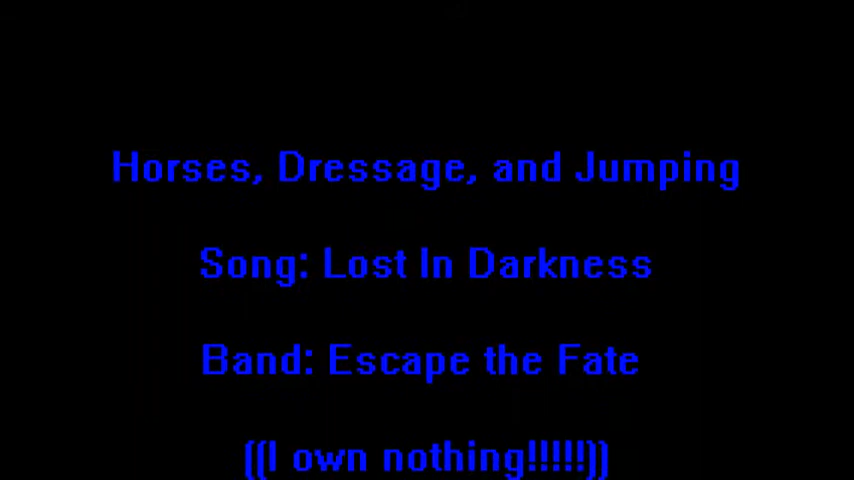 Horses, Dressage, and Jumping
Song: Lost In Darkness
Band: Escape the Fate
((I own nothing!!!!!))